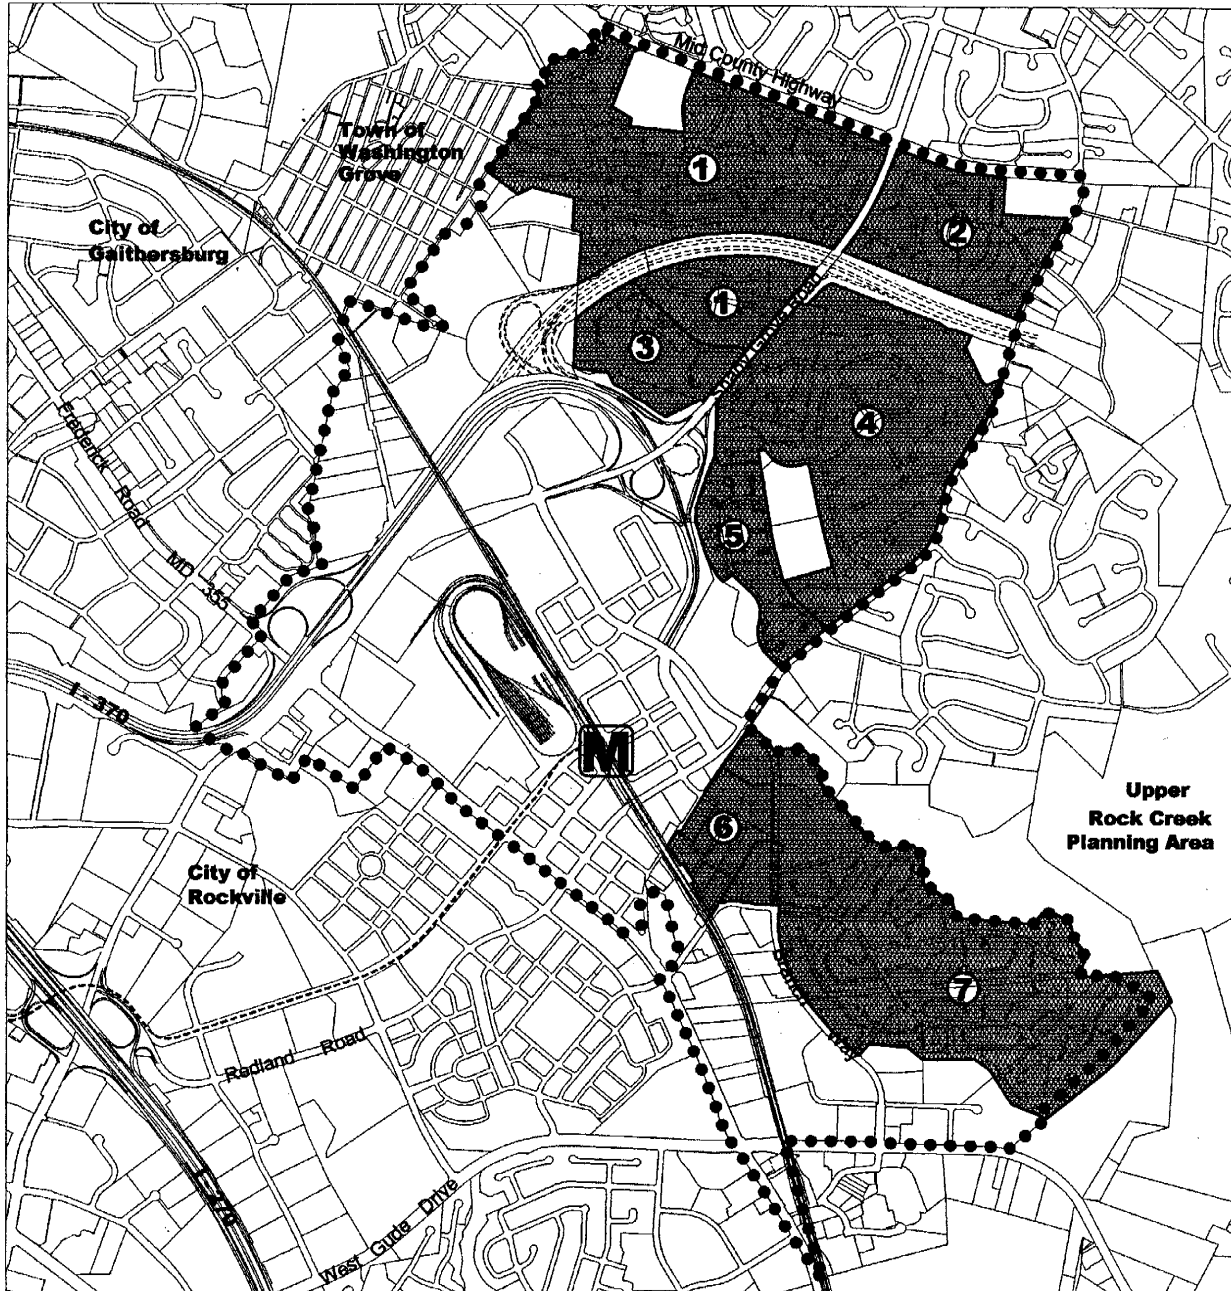 Mid County Highway
Town of
Washington
Grove
1
City of
Gaithersburg
2
1
3
4
Frederick Road MD 355
5
I - 370
M
Upper
Rock Creek
Planning Area
6
City of
Rockville
7
Redland Road
West Gude Drive
I-270